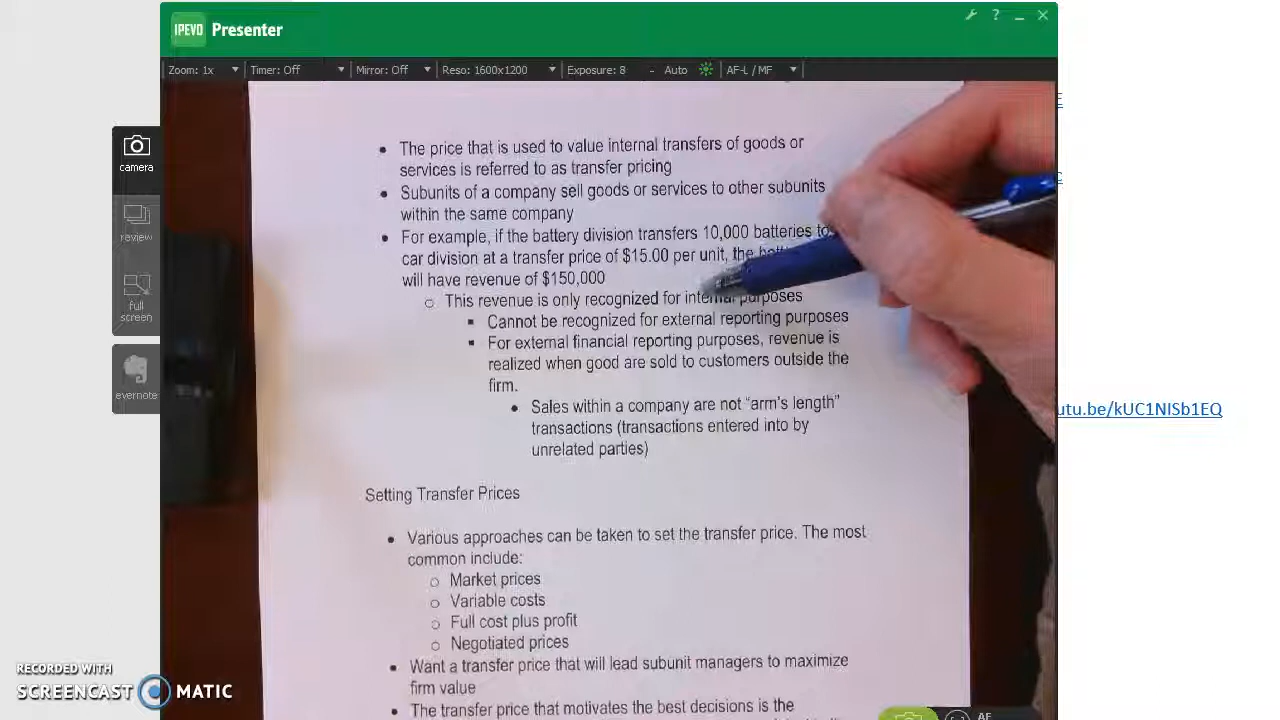 IPEVO Presenter
Zoom: 1x Timer: Off Mirror: Off Reso: 1600x1200 Exposure: 8 - Auto AF-L / MF
camera
review
full
screen
evernote
The price that is used to value internal transfers of goods or
services is referred to as transfer pricing
Subunits of a company sell goods or services to other subunits
within the same company
For example, if the battery division transfers 10,000 batteries to
car division at a transfer price of $15.00 per unit, the
will have revenue of $150,000
This revenue is only recognized for internal purposes
Cannot be recognized for external reporting purposes
For external financial reporting purposes, revenue is
realized when good are sold to customers outside the
firm.
Sales within a company are not “arm's length”
transactions (transactions entered into by
unrelated parties)
utu.be/kUC1NISb1EQ
Setting Transfer Prices
Various approaches can be taken to set the transfer price. The most
common include:
Market prices
Variable costs
Full cost plus profit
Negotiated prices
Want a transfer price that will lead subunit managers to maximize
firm value
The transfer price that motivates the best decisions is the
AF
RECORDED WITH
SCREENCAST MATIC